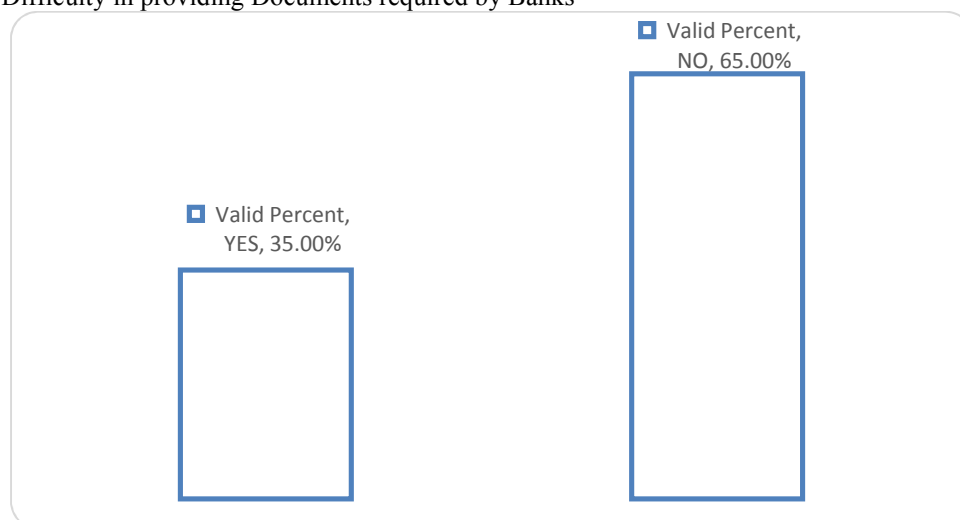 Difficulty in providing Documents required by Banks
Valid Percent,
NO, 65.00%
Valid Percent,
YES, 35.00%